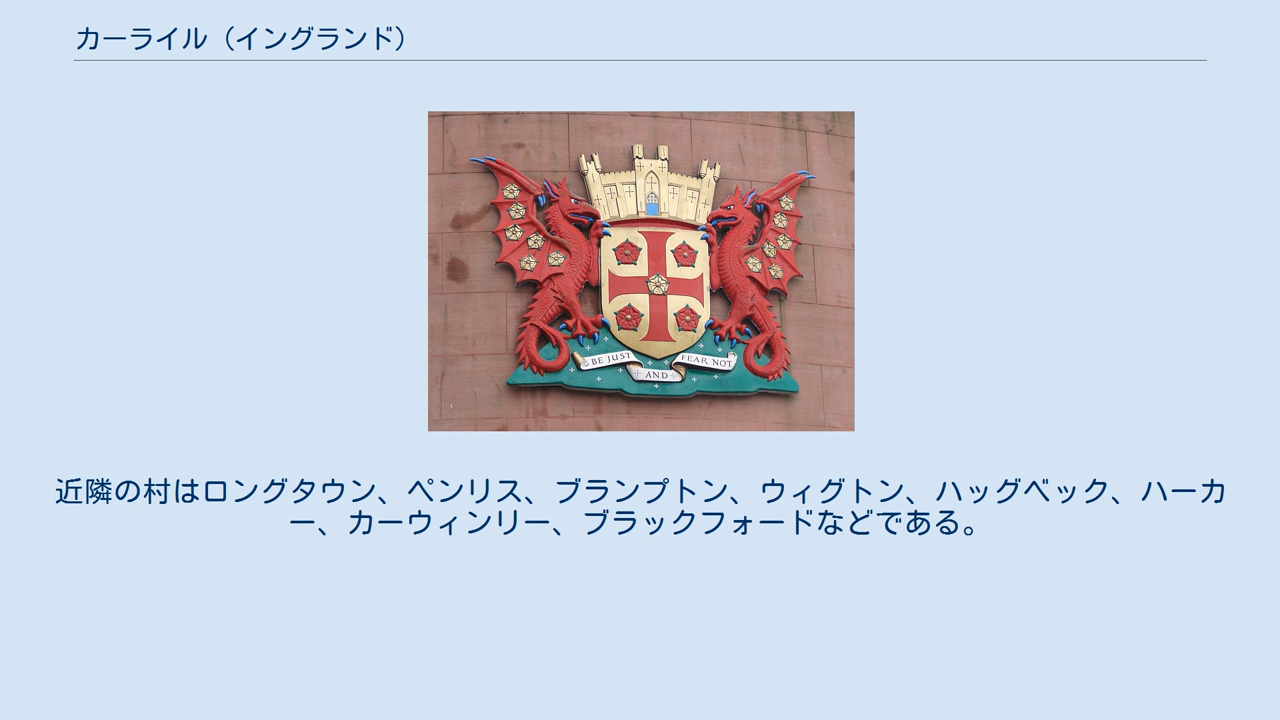 カーライル（イングランド）
BE JUST
AND
FEAR NOT
近隣の村はロングタウン、ペンリス、ブランプトン、ウィグトン、ハッグベック、ハーカ
ー、カーウィンリー、ブラックフォードなどである。